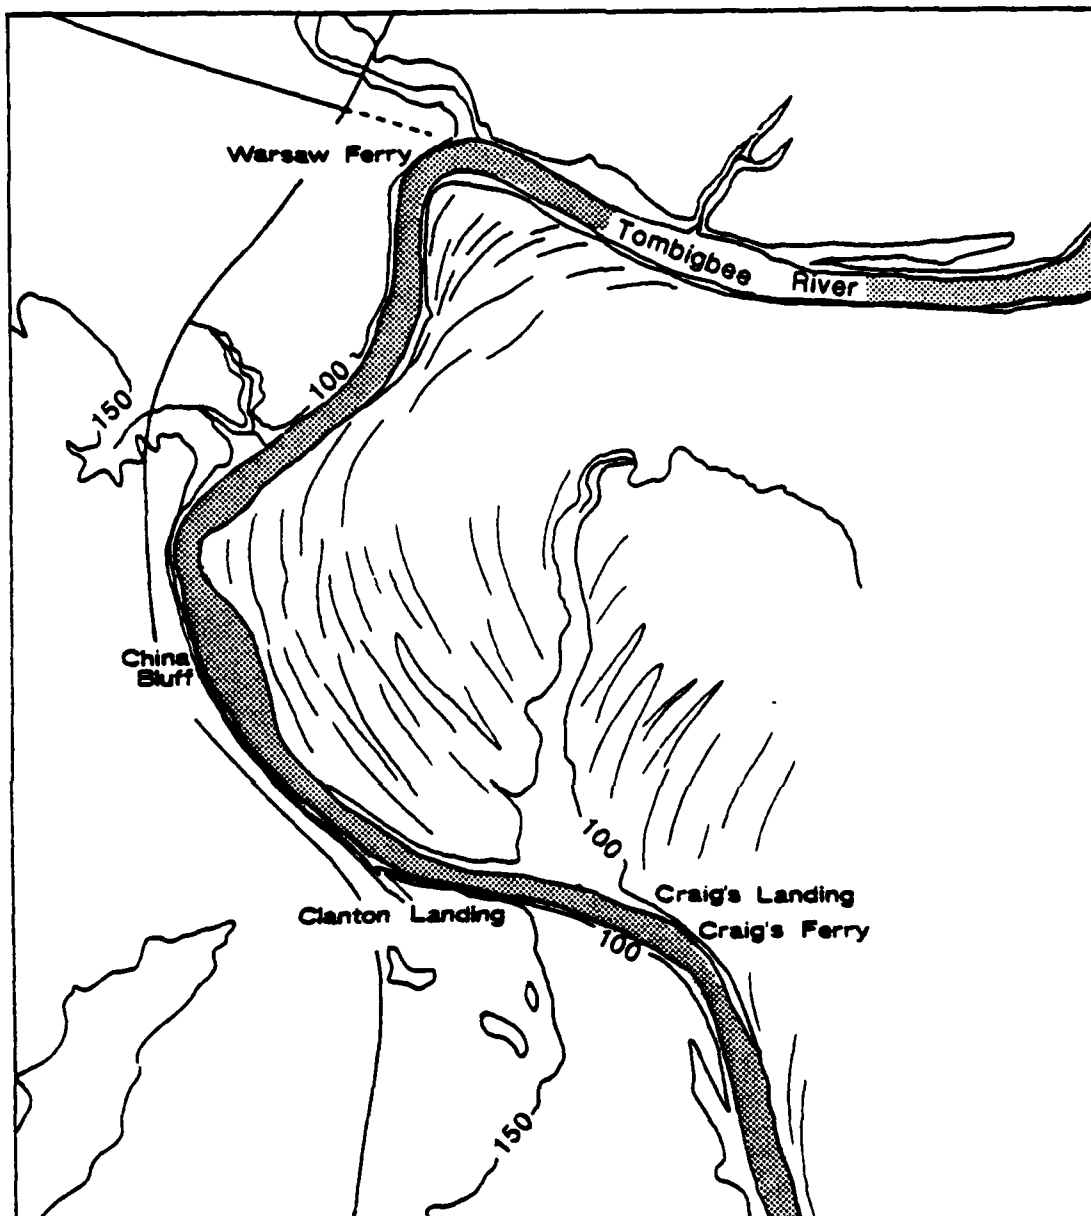 Warsaw Ferry
Tombigbee River
100
150
China
Bluff
100
Craig's Landing
Clanton Landing
Craig's Ferry
100
150